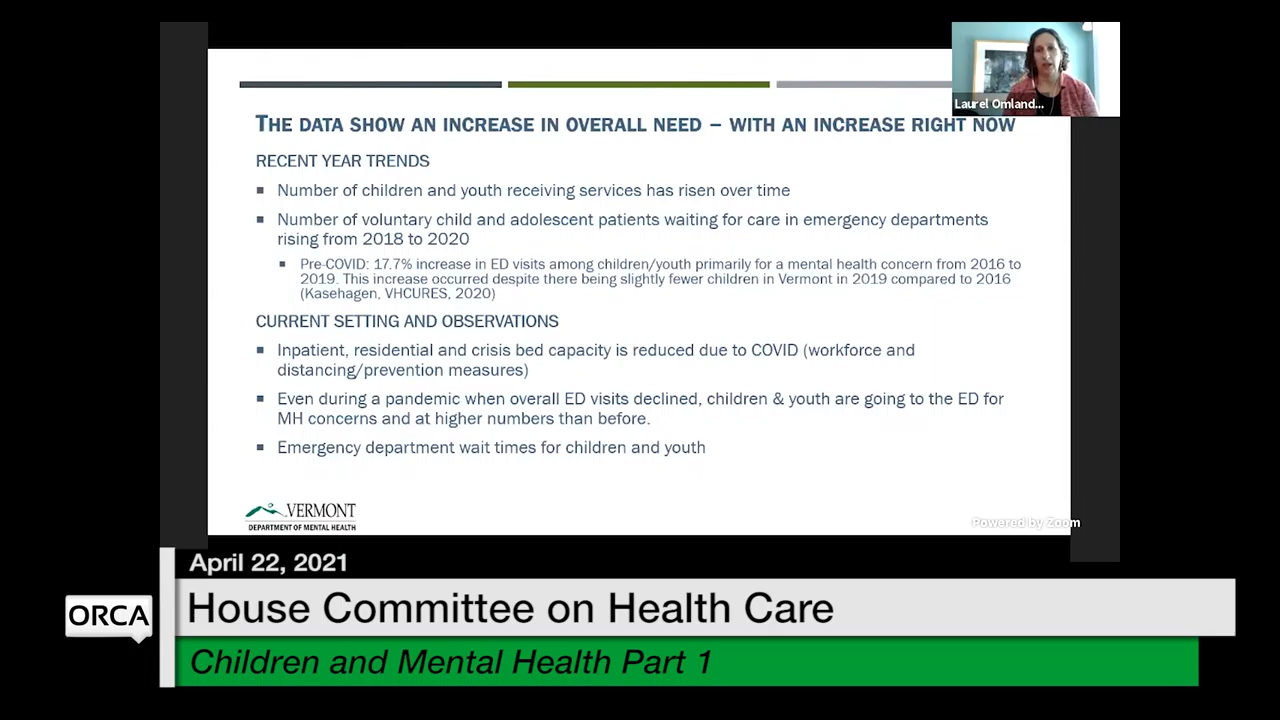 Laurel Omland...
THE DATA SHOW AN INCREASE IN OVERALL NEED – WITH AN INCREASE RIGHT NOW
RECENT YEAR TRENDS
▪ Number of children and youth receiving services has risen over time
▪ Number of voluntary child and adolescent patients waiting for care in emergency departments
rising from 2018 to 2020
▪ Pre-COVID: 17.7% increase in ED visits among children/youth primarily for a mental health concern from 2016 to
2019. This increase occurred despite there being slightly fewer children in Vermont in 2019 compared to 2016
(Kasehagen, VHCURES, 2020)
CURRENT SETTING AND OBSERVATIONS
▪ Inpatient, residential and crisis bed capacity is reduced due to COVID (workforce and
distancing/prevention measures)
▪ Even during a pandemic when overall ED visits declined, children & youth are going to the ED for
MH concerns and at higher numbers than before.
▪ Emergency department wait times for children and youth
VERMONT
DEPARTMENT OF MENTAL HEALTH
Powered by Zoom
April 22, 2021
ORCA
House Committee on Health Care
Children and Mental Health Part 1